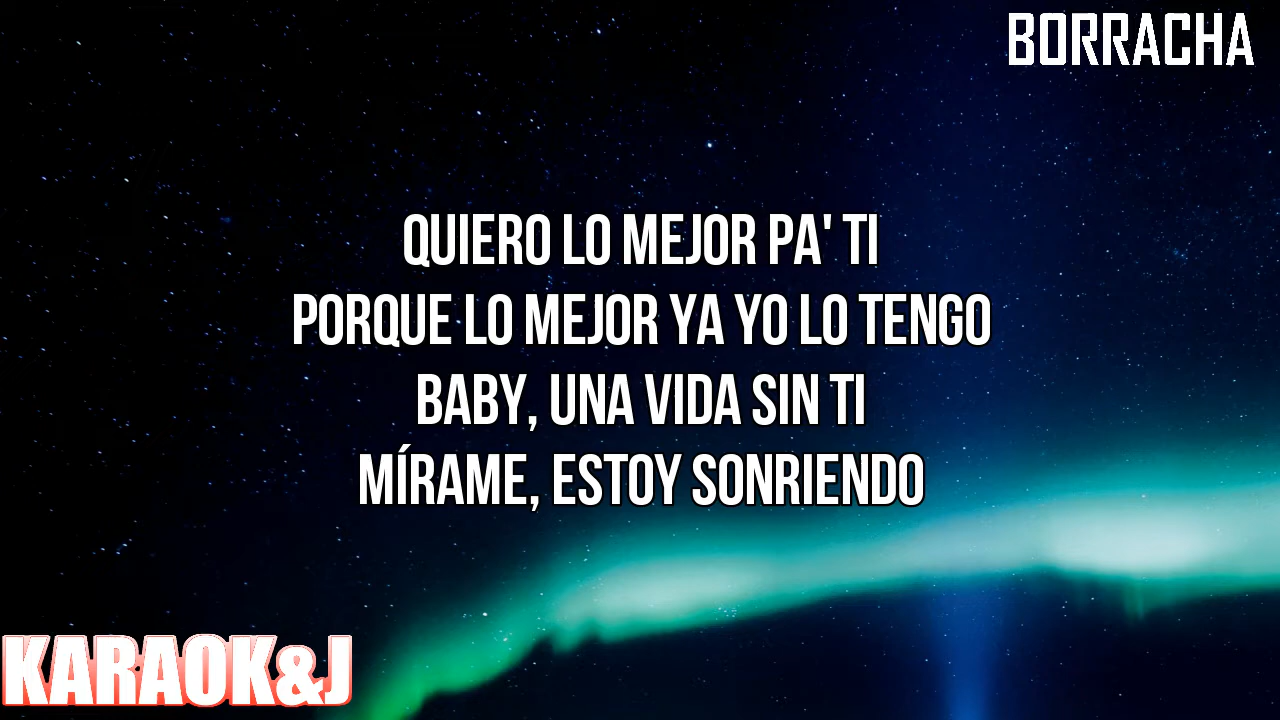 BORRACHA
QUIERO LO MEJOR PA' TI
PORQUE LO MEJOR YA YO LO TENGO
BABY, UNA VIDA SIN TI
MÍRAME, ESTOY SONRIENDO
KARAOK&J